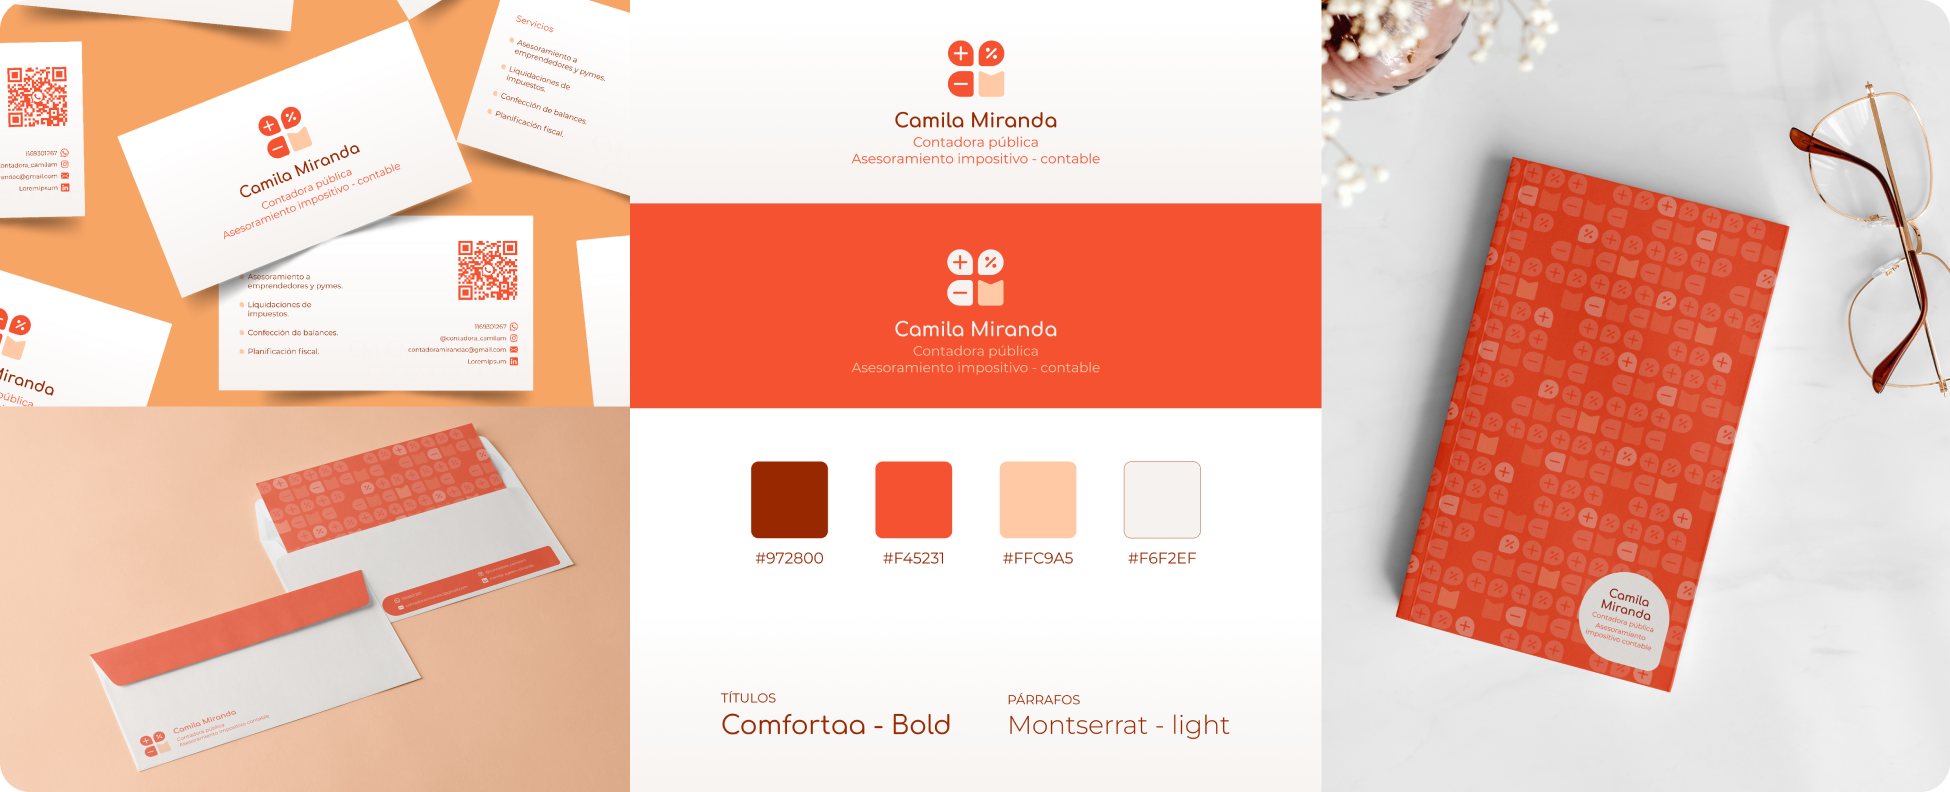 1169301267
ontadora_camilam
randac@gmail.com
Loremipsum
Camila Miranda
Contadora pública
Asesoramiento impositivo - contable
Servicios
Asesoramiento a
emprendedores y pymes.
Liquidaciones de
impuestos.
Confección de balances.
Planificación fiscal.
Asesoramiento a
emprendedores y pymes.
Liquidaciones de
impuestos.
Confección de balances.
Planificación fiscal.
1169301267
@contadora_camilam
contadoramirandac@gmail.com
Loremipsum
Miranda
pública
Camila Miranda
Contadora pública
Asesoramiento impositivo - contable
Camila Miranda
Contadora pública
Asesoramiento impositivo - contable
Camila Miranda
Contadora pública
Asesoramiento impositivo - contable
#972800
#F45231
#FFC9A5
#F6F2EF
TÍTULOS
Comfortaa - Bold
PÁRRAFOS
Montserrat - light
Camila
Miranda
Contadora pública
Asesoramiento
impositivo contable